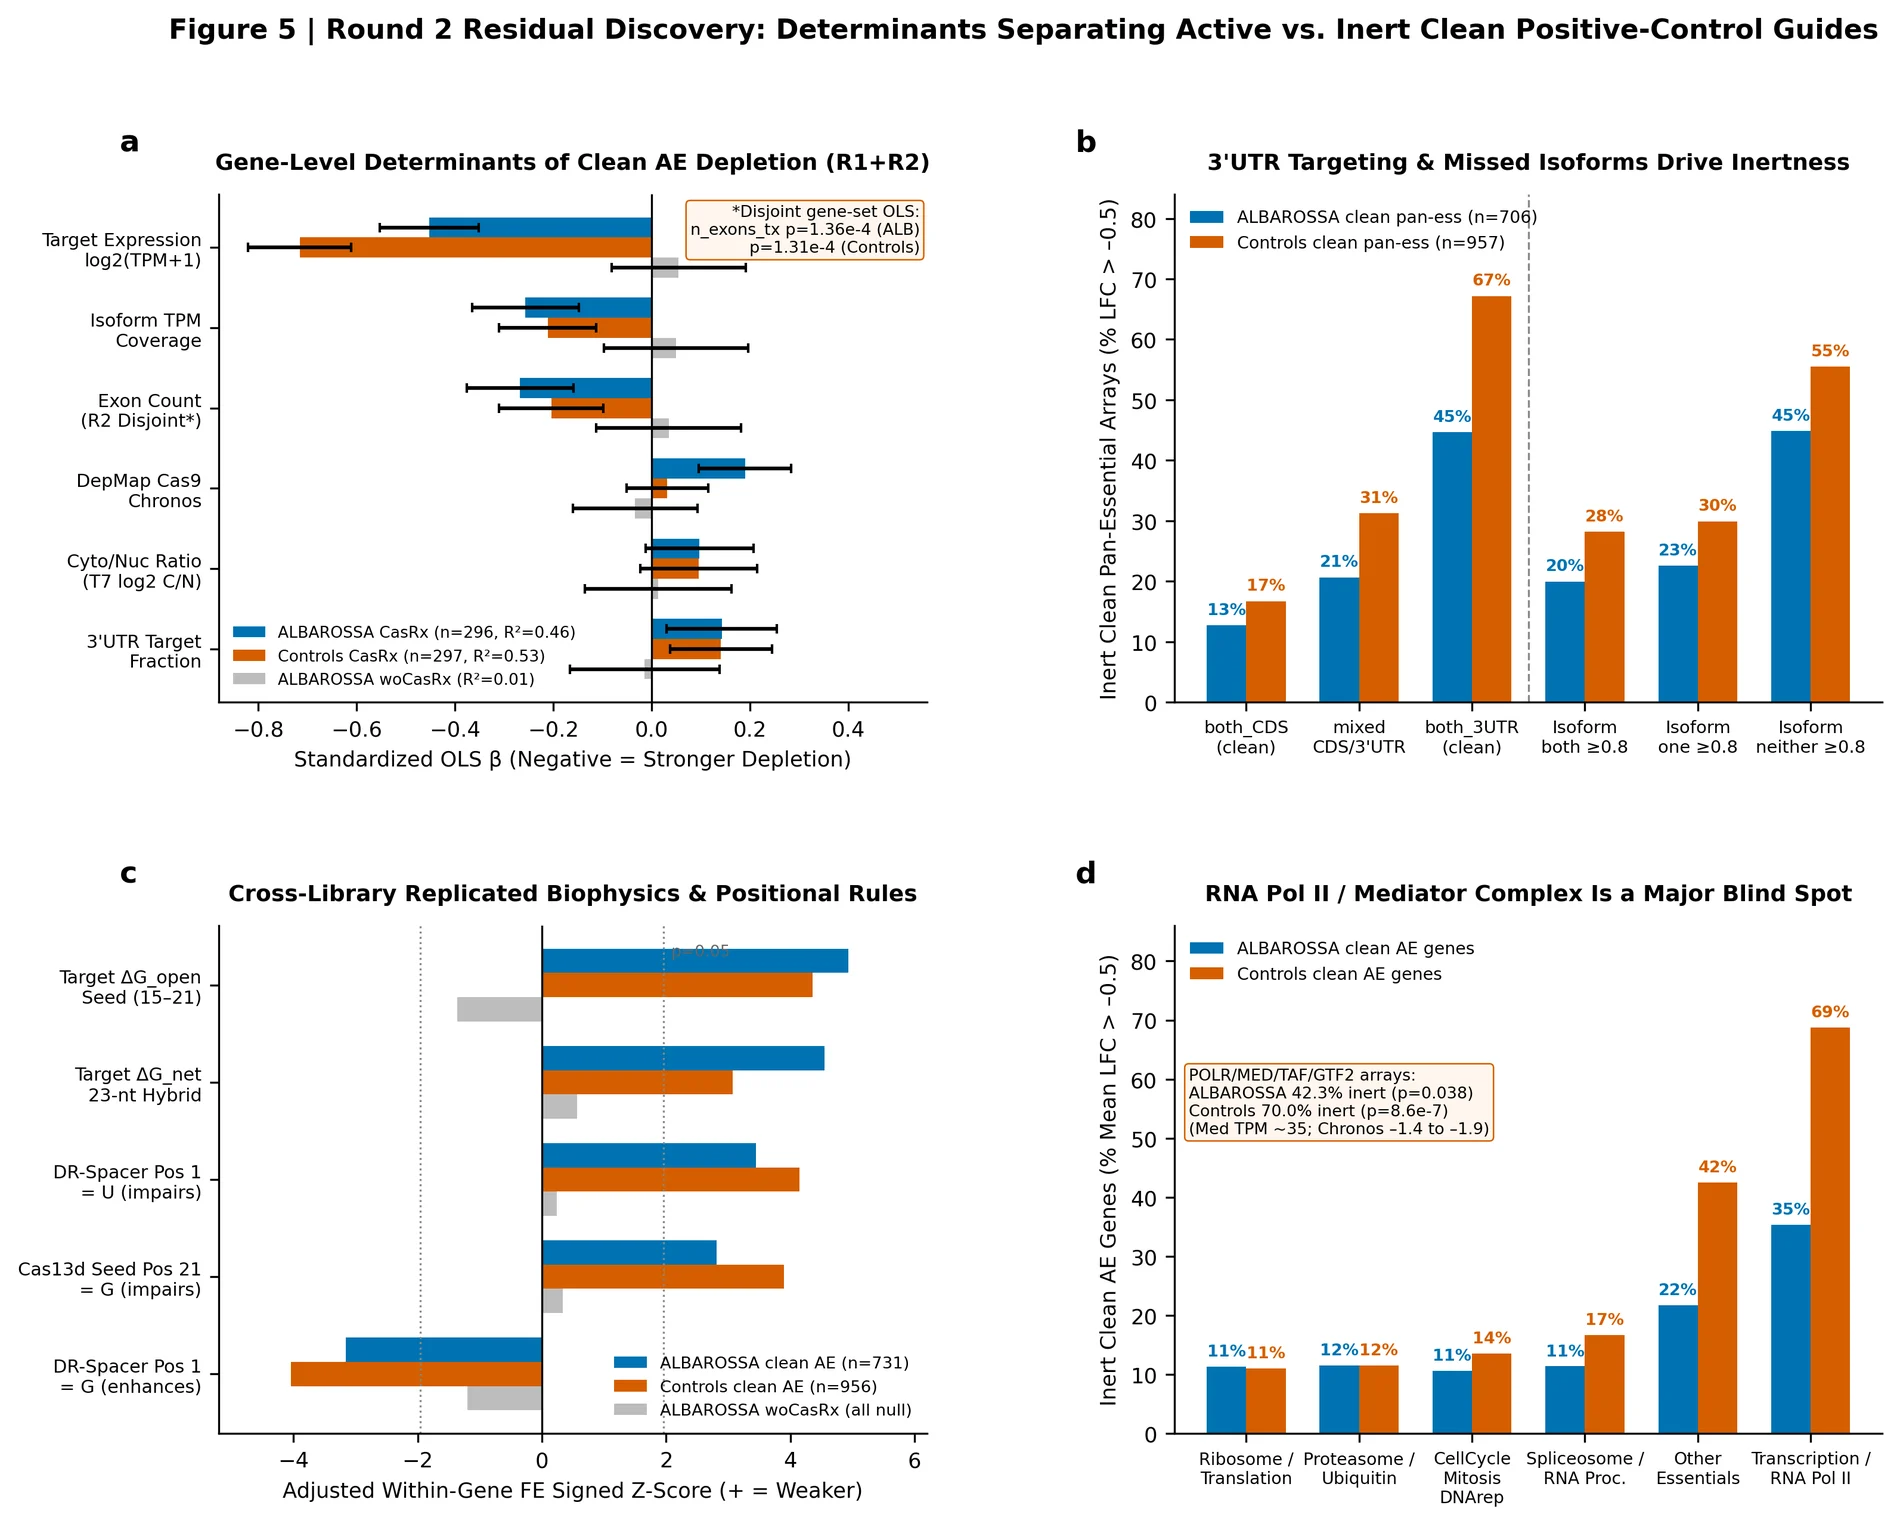 Figure 5 | Round 2 Residual Discovery: Determinants Separating Active vs. Inert Clean Positive-Control Guides
a
Gene-Level Determinants of Clean AE Depletion (R1+R2)
*Disjoint gene-set OLS:
n_exons_tx p=1.36e-4 (ALB)
p=1.31e-4 (Controls)
Target Expression
log2(TPM+1)
Isoform TPM
Coverage
Exon Count
(R2 Disjoint*)
DepMap Cas9
Chronos
Cyto/Nuc Ratio
(T7 log2 C/N)
3'UTR Target
Fraction
ALBAROSSA CasRx (n=296, R²=0.46)
Controls CasRx (n=297, R²=0.53)
ALBAROSSA woCasRx (R²=0.01)
−0.8 −0.6 −0.4 −0.2 0.0 0.2 0.4
Standardized OLS β (Negative = Stronger Depletion)
b
3'UTR Targeting & Missed Isoforms Drive Inertness
Inert Clean Pan-Essential Arrays (% LFC > –0.5)
ALBAROSSA clean pan-ess (n=706)
Controls clean pan-ess (n=957)
80
70
60
50
40
30
20
10
0
13% 17%
21% 31%
45% 67%
20% 28%
23% 30%
45% 55%
both_CDS
(clean)
mixed
CDS/3'UTR
both_3UTR
(clean)
Isoform
both ≥0.8
Isoform
one ≥0.8
Isoform
neither ≥0.8
c
Cross-Library Replicated Biophysics & Positional Rules
p=0.05
Target ΔG_open
Seed (15–21)
Target ΔG_net
23-nt Hybrid
DR-Spacer Pos 1
= U (impairs)
Cas13d Seed Pos 21
= G (impairs)
DR-Spacer Pos 1
= G (enhances)
ALBAROSSA clean AE (n=731)
Controls clean AE (n=956)
ALBAROSSA woCasRx (all null)
−4 −2 0 2 4 6
Adjusted Within-Gene FE Signed Z-Score (+ = Weaker)
d
RNA Pol II / Mediator Complex Is a Major Blind Spot
Inert Clean AE Genes (% Mean LFC > –0.5)
ALBAROSSA clean AE genes
Controls clean AE genes
POLR/MED/TAF/GTF2 arrays:
ALBAROSSA 42.3% inert (p=0.038)
Controls 70.0% inert (p=8.6e-7)
(Med TPM ~35; Chronos –1.4 to –1.9)
80
70
60
50
40
30
20
10
0
11% 11%
12% 12%
11% 14%
11% 17%
22% 42%
35% 69%
Ribosome /
Translation
Proteasome /
Ubiquitin
CellCycle
Mitosis
DNArep
Spliceosome /
RNA Proc.
Other
Essentials
Transcription /
RNA Pol II